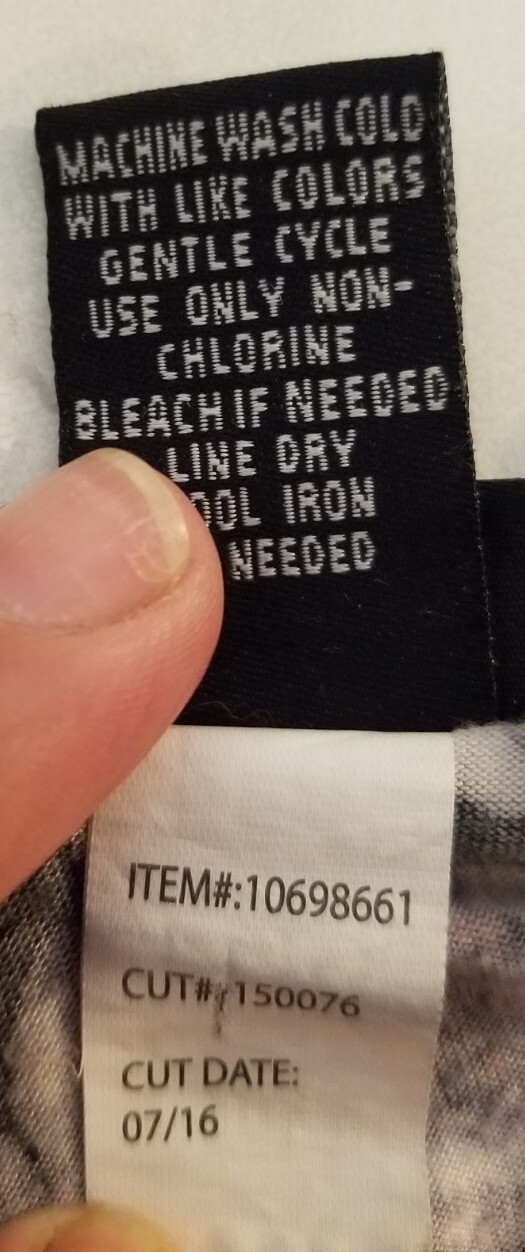 MACHINE WASH COLD
WITH LIKE COLORS
GENTLE CYCLE
USE ONLY NON-
CHLORINE
BLEACH IF NEEDED
LINE DRY
OOL IRON
NEEDED
ITEM#:10698661
CUT#:150076
CUT DATE:
07/16